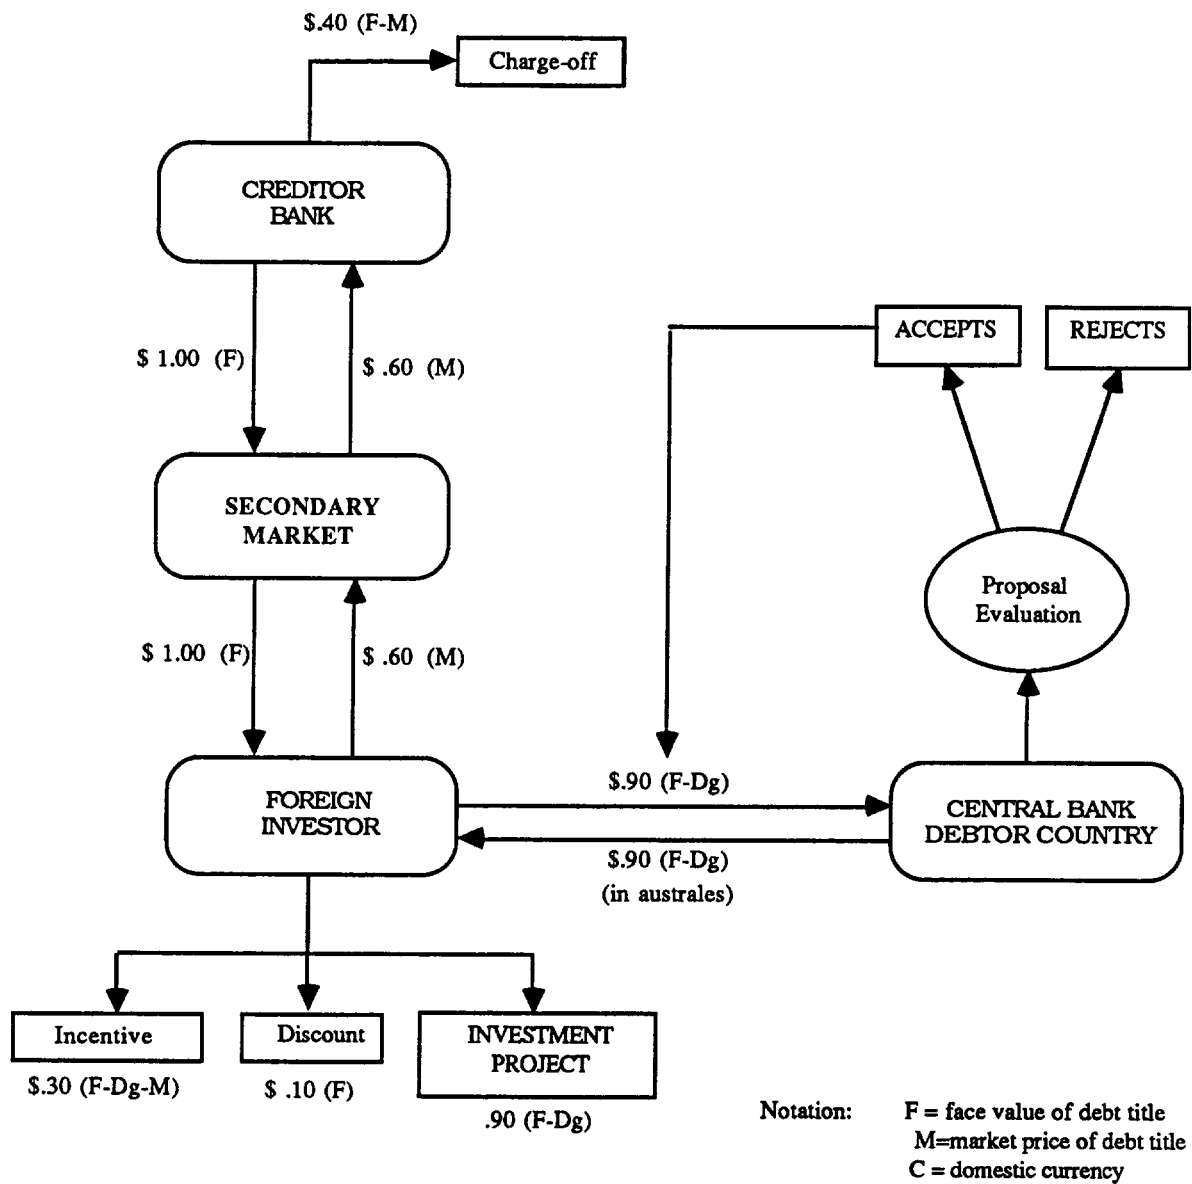 $.40 (F-M)
Charge-off
CREDITOR
BANK
$ 1.00 (F)
$ .60 (M)
ACCEPTS
REJECTS
SECONDARY
MARKET
Proposal
Evaluation
$ 1.00 (F)
$ .60 (M)
FOREIGN
INVESTOR
$.90 (F-Dg)
CENTRAL BANK
DEBTOR COUNTRY
$.90 (F-Dg)
(in australes)
Incentive
Discount
INVESTMENT
PROJECT
$.30 (F-Dg-M)
$ .10 (F)
.90 (F-Dg)
Notation: F = face value of debt title
M=market price of debt title
C = domestic currency